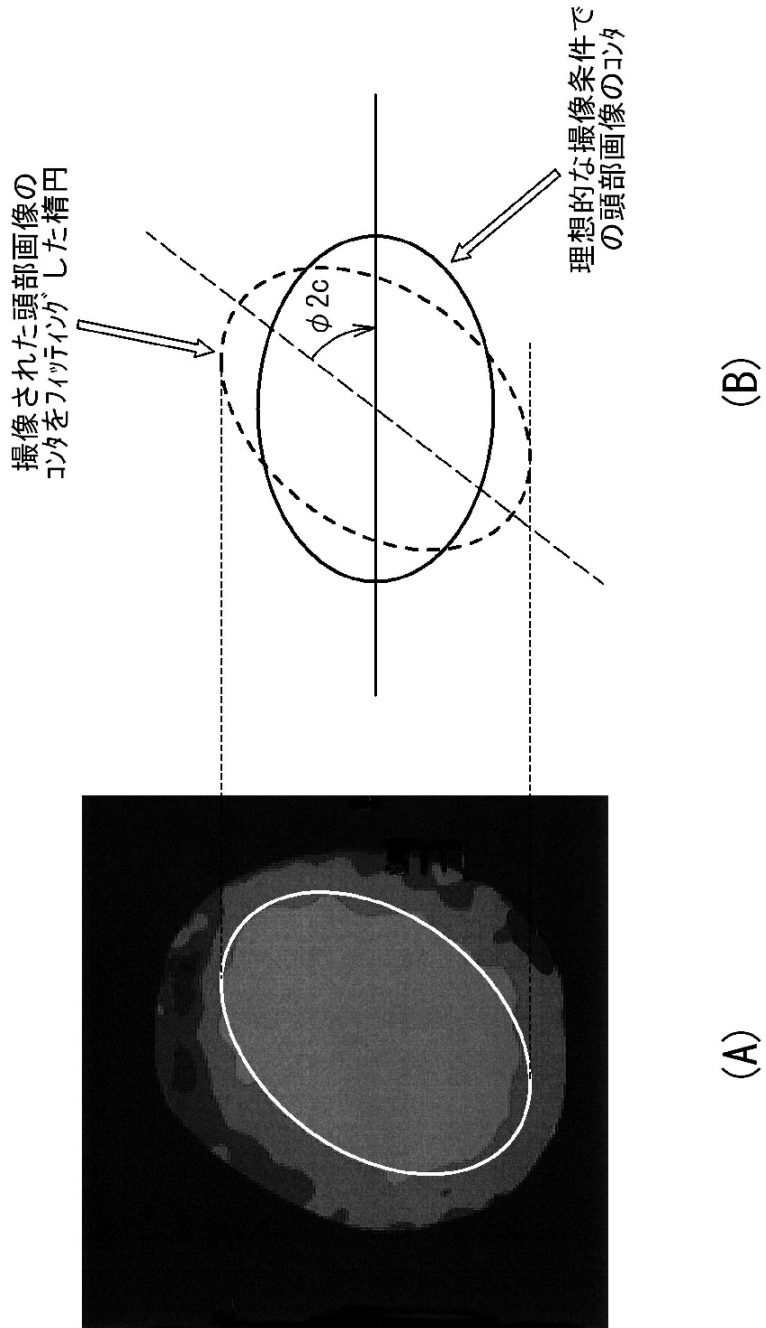 撮像された頭部画像の
コンタをフィッティングした楕円
φ2c
理想的な撮像条件で
の頭部画像のコンタ
(A)
(B)